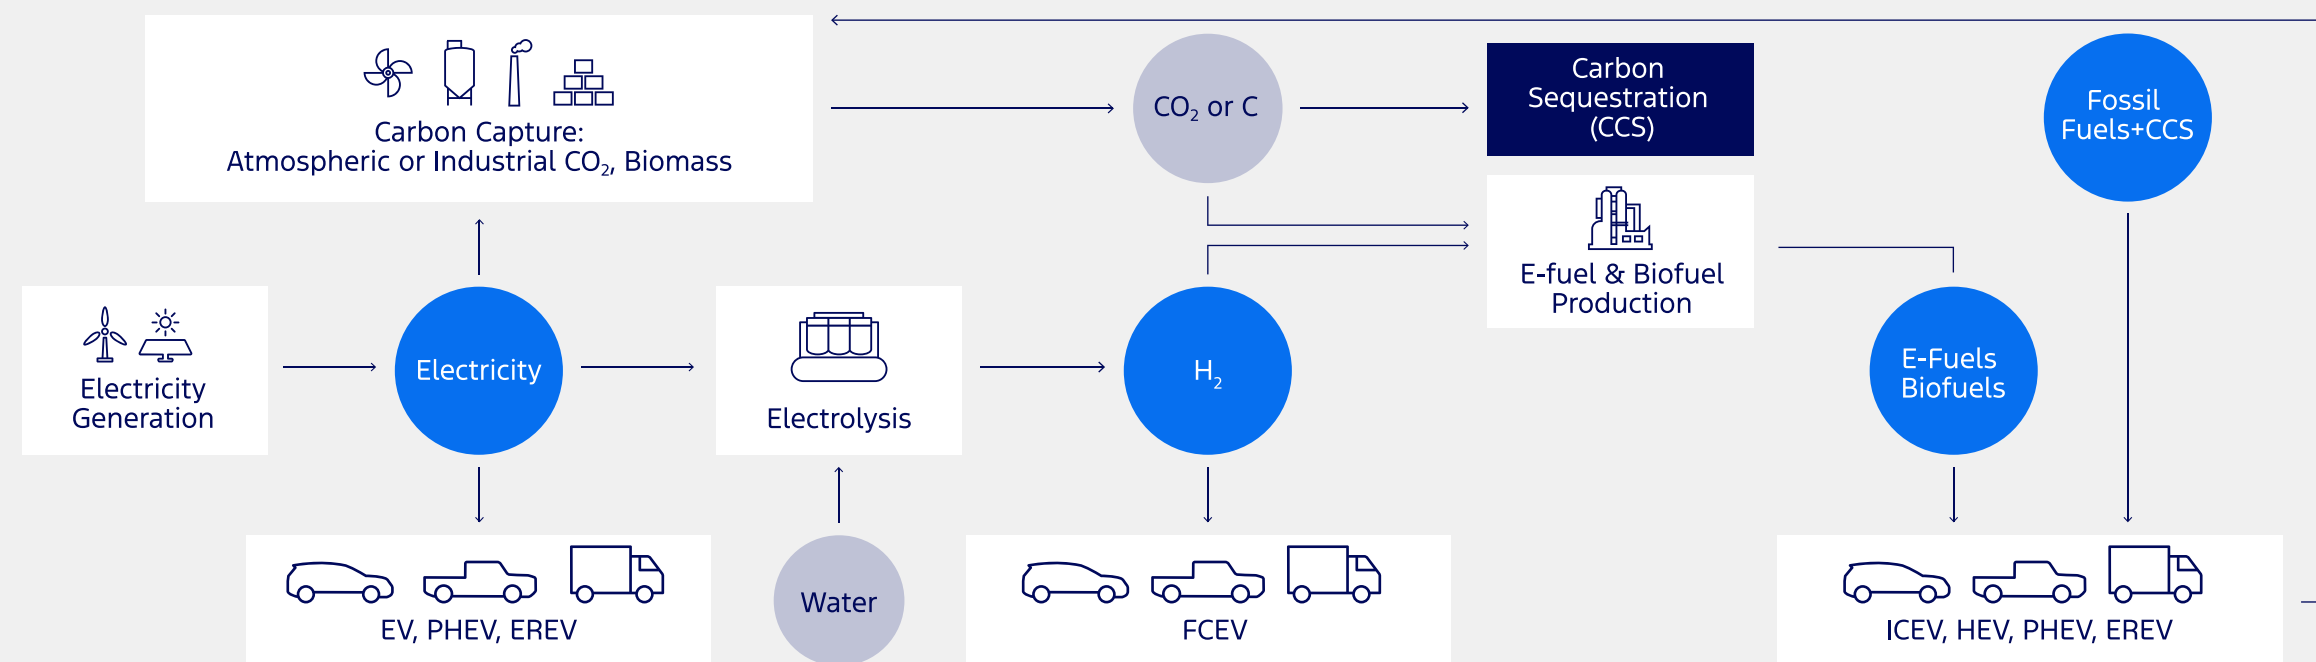 Carbon Capture:
Atmospheric or Industrial CO₂, Biomass
CO₂ or C
Carbon
Sequestration
(CCS)
Fossil
Fuels+CCS
E-fuel & Biofuel
Production
Electricity
Generation
Electricity
Electrolysis
H₂
E-Fuels
Biofuels
EV, PHEV, EREV
Water
FCEV
ICEV, HEV, PHEV, EREV